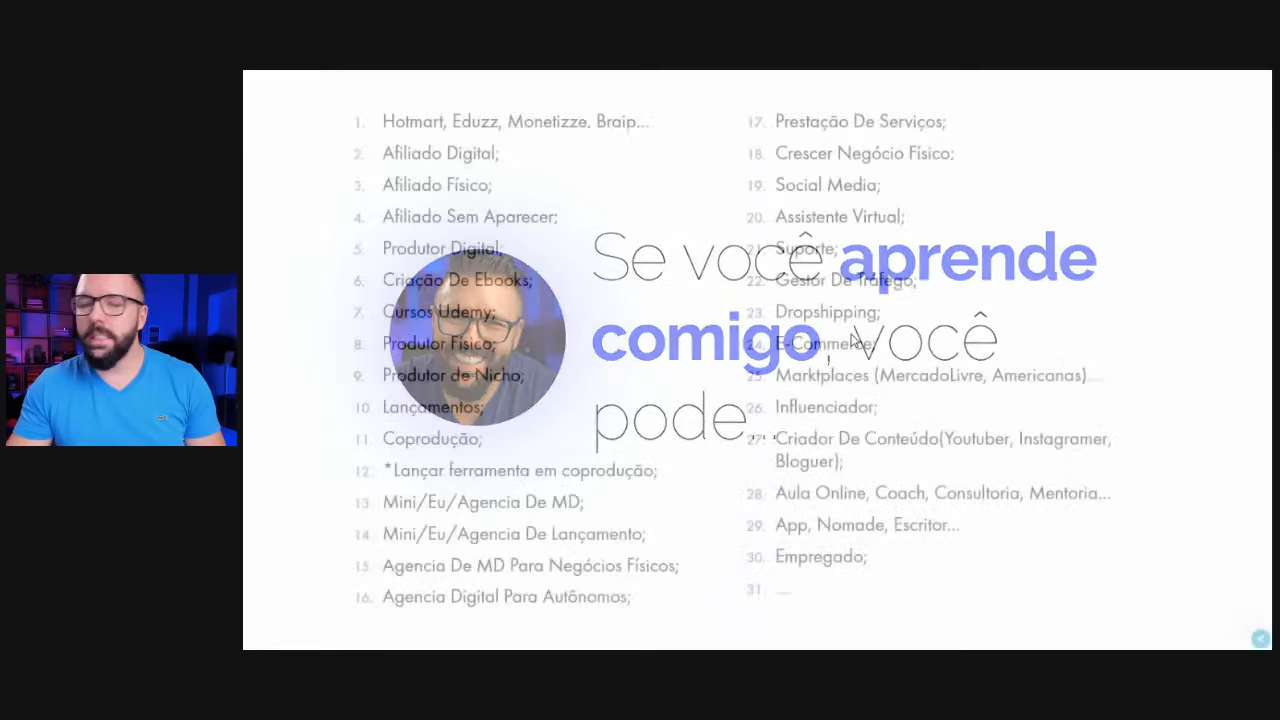 1. Hotmart, Eduzz, Monetizze, Braip...
2. Afiliado Digital;
3. Afiliado Físico;
4. Afiliado Sem Aparecer;
5. Produtor Digital;
6. Criação De Ebooks;
7. Cursos Udemy;
8. Produtor Físico;
9. Produtor de Nicho;
10. Lançamentos;
11. Coprodução;
12. *Lançar ferramenta em coprodução;
13. Mini/Eu/Agencia De MD;
14. Mini/Eu/Agencia De Lançamento;
15. Agencia De MD Para Negócios Físicos;
16. Agencia Digital Para Autônomos;
17. Prestação De Serviços;
18. Crescer Negócio Físico;
19. Social Media;
20. Assistente Virtual;
21. Suporte;
22. Gestor De Tráfego;
23. Dropshipping;
24. E-Commerce;
25. Marktplaces (MercadoLivre, Americanas)...
26. Influenciador;
27. Criador De Conteúdo(Youtuber, Instagramer,
Bloguer);
28. Aula Online, Coach, Consultoria, Mentoria...
29. App, Nomade, Escritor...
30. Empregado;
31. ....
Se você aprende
comigo, você
pode...